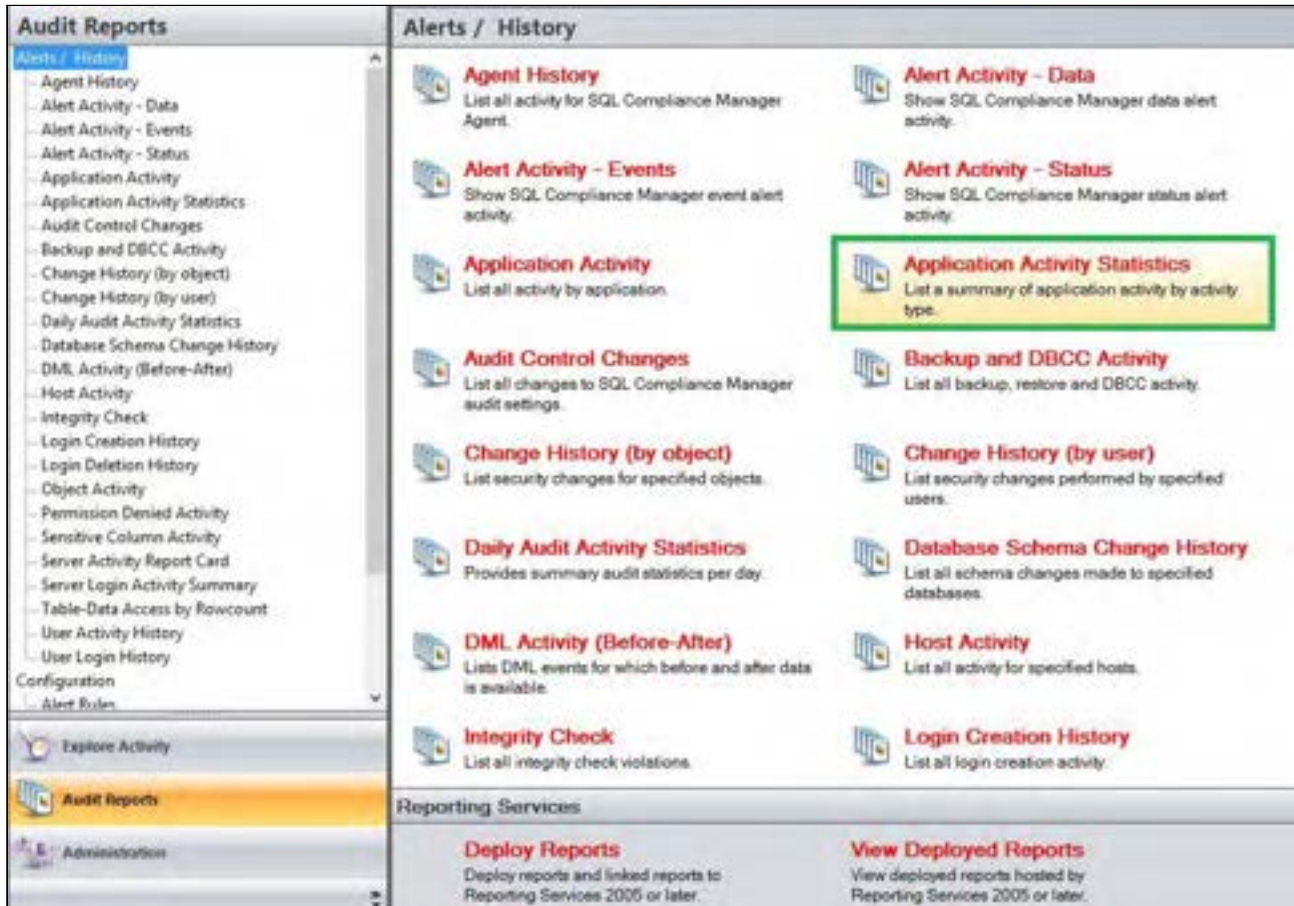 Audit Reports
Alerts / History
Agent History
Alert Activity - Data
Alert Activity - Events
Alert Activity - Status
Application Activity
Application Activity Statistics
Audit Control Changes
Backup and DBCC Activity
Change History (by object)
Change History (by user)
Daily Audit Activity Statistics
Database Schema Change History
DML Activity (Before-After)
Host Activity
Integrity Check
Login Creation History
Login Deletion History
Object Activity
Permission Denied Activity
Sensitive Column Activity
Server Activity Report Card
Server Login Activity Summary
Table-Data Access by Rowcount
User Activity History
User Login History
Configuration
Alert Rules
Explore Activity
Audit Reports
Administration
Alerts / History
Agent History
List all activity for SQL Compliance Manager
Agent.
Alert Activity - Data
Show SQL Compliance Manager data alert
activity.
Alert Activity - Events
Show SQL Compliance Manager event alert
activity.
Alert Activity - Status
Show SQL Compliance Manager status alert
activity.
Application Activity
List all activity by application.
Application Activity Statistics
List a summary of application activity by activity
type.
Audit Control Changes
List all changes to SQL Compliance Manager
audit settings.
Backup and DBCC Activity
List all backup, restore and DBCC activity.
Change History (by object)
List security changes for specified objects.
Change History (by user)
List security changes performed by specified
users.
Daily Audit Activity Statistics
Provides summary audit statistics per day.
Database Schema Change History
List all schema changes made to specified
databases.
DML Activity (Before-After)
Lists DML events for which before and after data
is available.
Host Activity
List all activity for specified hosts.
Integrity Check
List all integrity check violations.
Login Creation History
List all login creation activity.
Reporting Services
Deploy Reports
Deploy reports and linked reports to
Reporting Services 2005 or later.
View Deployed Reports
View deployed reports hosted by
Reporting Services 2005 or later.